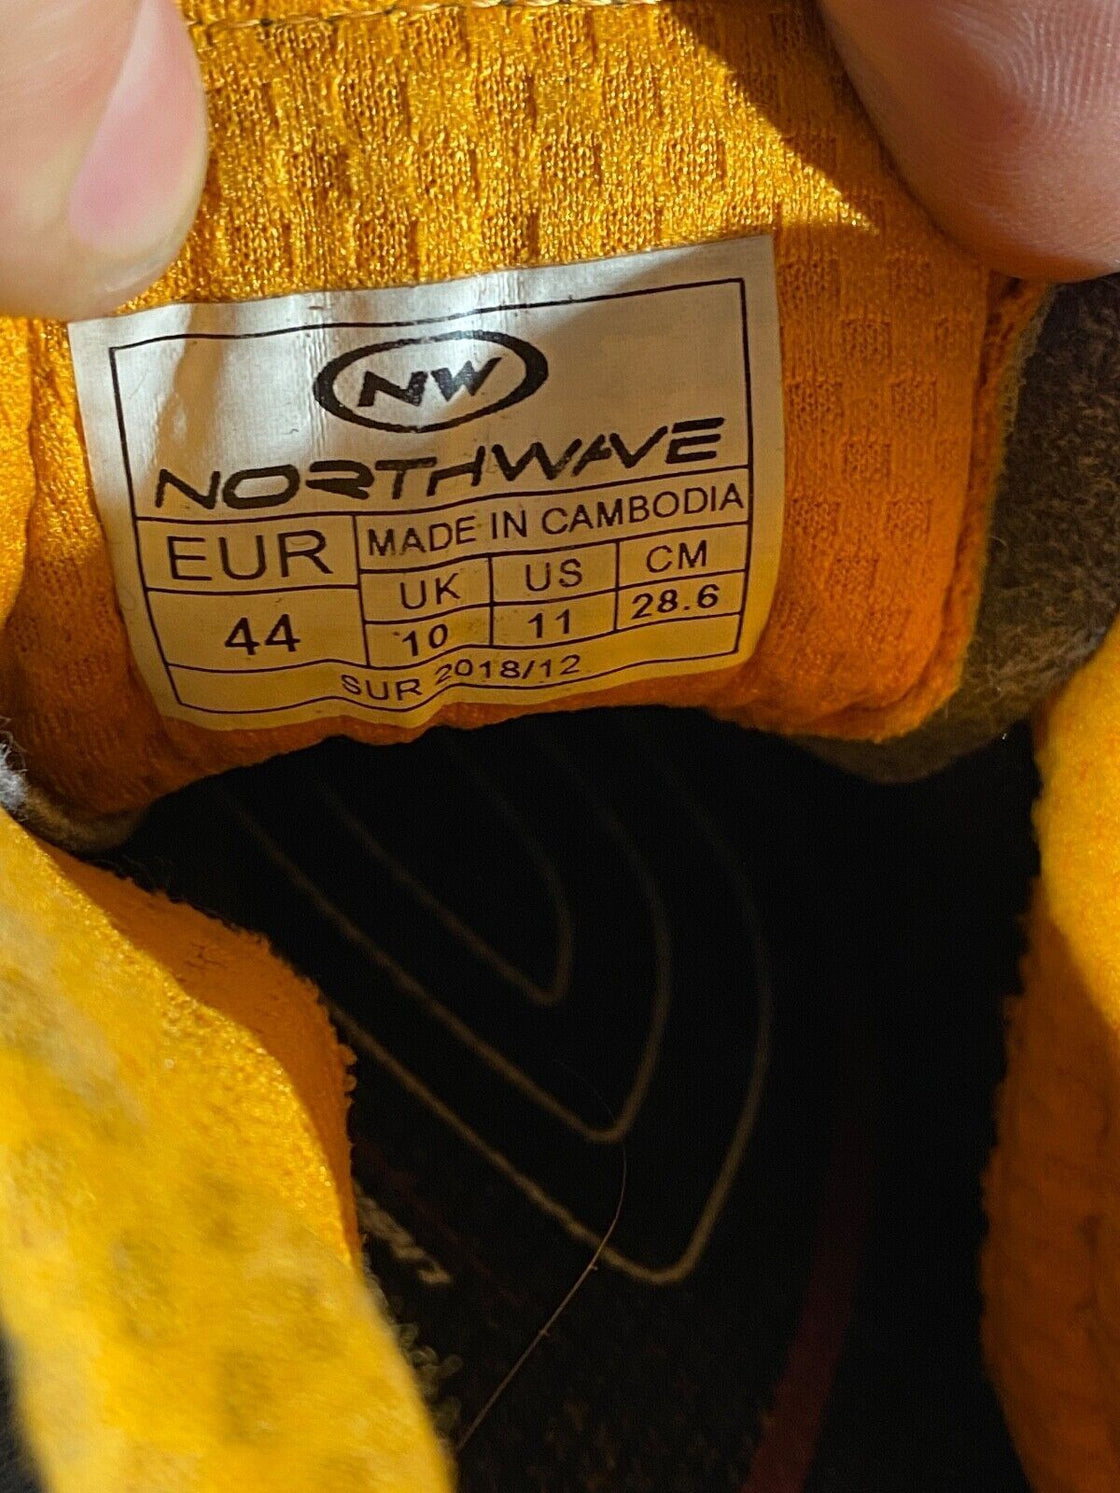 NW
NORTHWAVE
EUR MADE IN CAMBODIA
UK US CM
44 10 11 28.6
SUR 2018/12